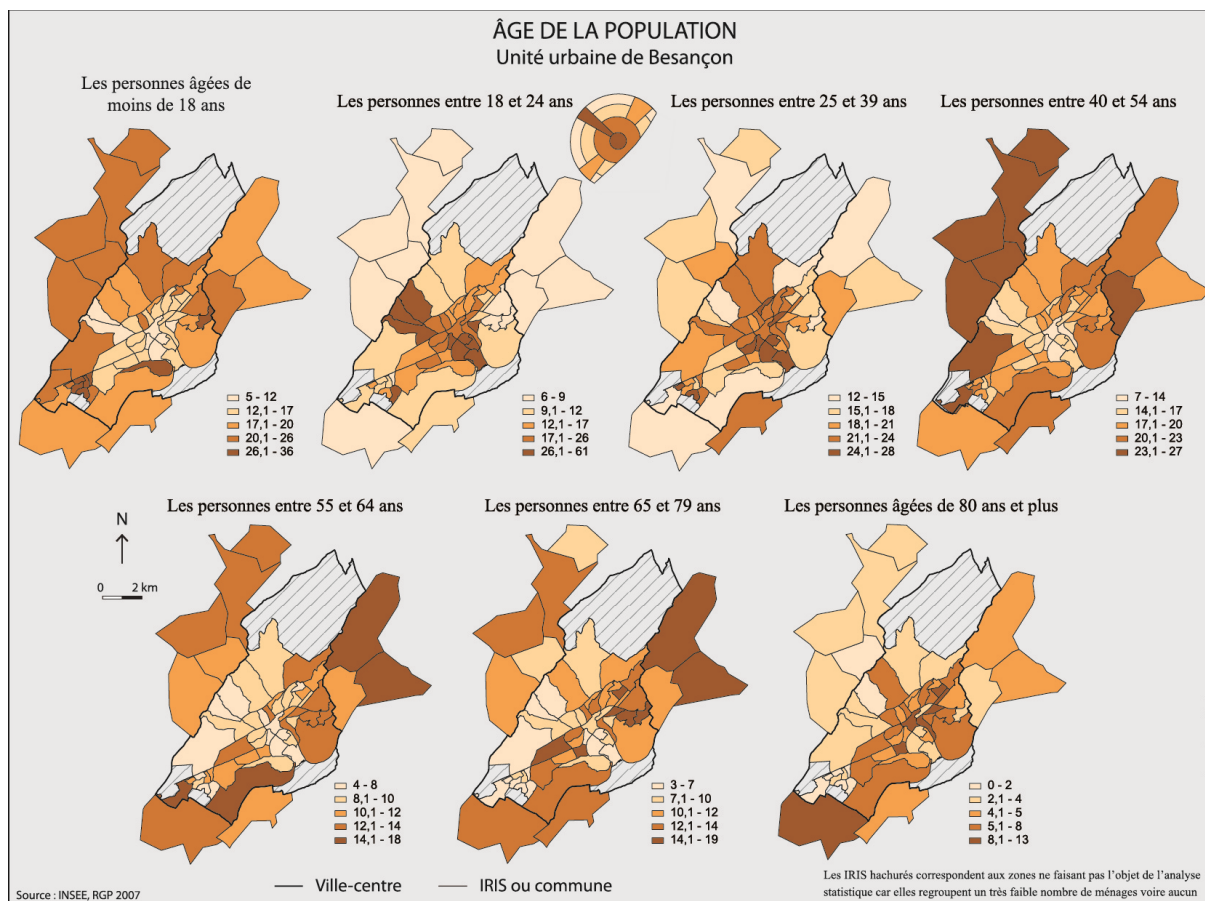 ÂGE DE LA POPULATION
Unité urbaine de Besançon
Les personnes âgées de
moins de 18 ans
Les personnes entre 18 et 24 ans
Les personnes entre 25 et 39 ans
Les personnes entre 40 et 54 ans
5 - 12
12,1 - 17
17,1 - 20
20,1 - 26
26,1 - 36
6 - 9
9,1 - 12
12,1 - 17
17,1 - 26
26,1 - 61
12 - 15
15,1 - 18
18,1 - 21
21,1 - 24
24,1 - 28
7 - 14
14,1 - 17
17,1 - 20
20,1 - 23
23,1 - 27
Les personnes entre 55 et 64 ans
Les personnes entre 65 et 79 ans
Les personnes âgées de 80 ans et plus
N
0 2 km
4 - 8
8,1 - 10
10,1 - 12
12,1 - 14
14,1 - 18
3 - 7
7,1 - 10
10,1 - 12
12,1 - 14
14,1 - 19
0 - 2
2,1 - 4
4,1 - 5
5,1 - 8
8,1 - 13
Source : INSEE, RGP 2007
Ville-centre
IRIS ou commune
Les IRIS hachurés correspondent aux zones ne faisant pas l'objet de l'analyse
statistique car elles regroupent un très faible nombre de ménages voire aucun